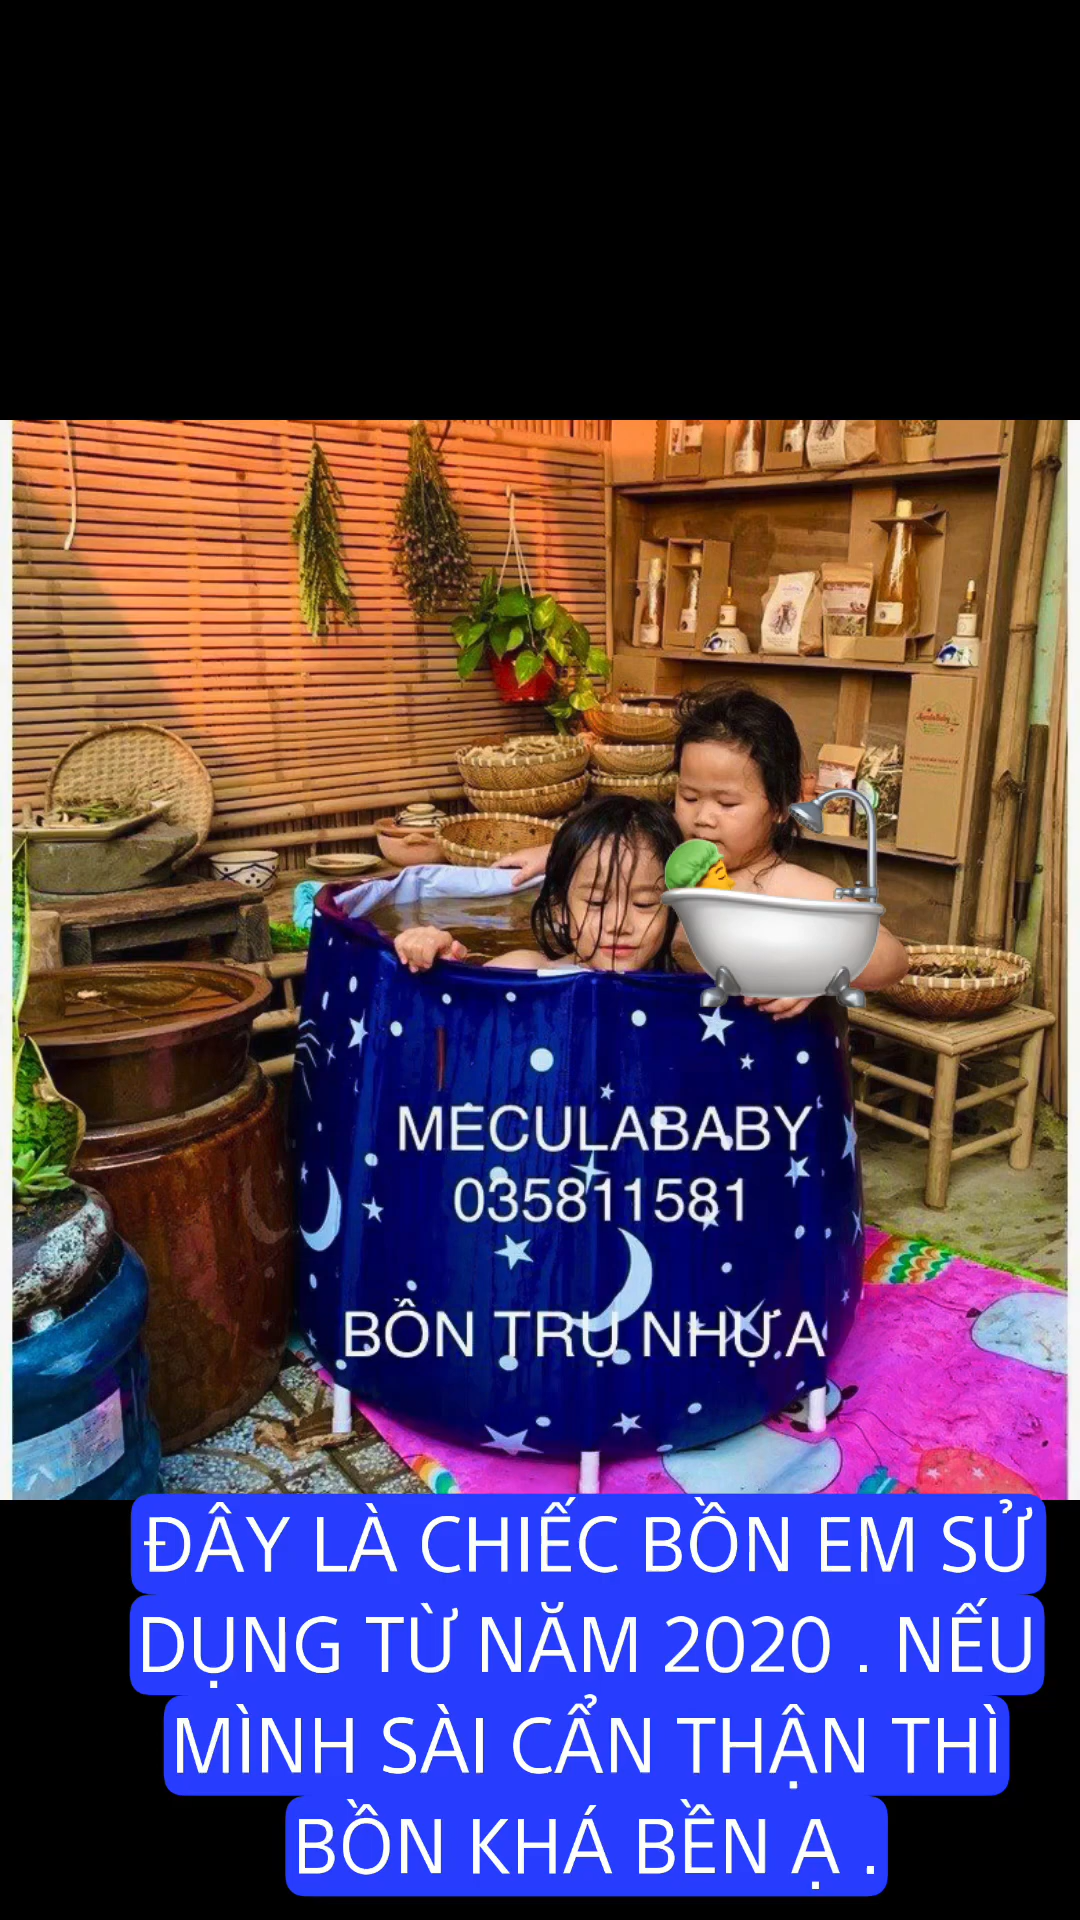 MECULABABY
035811581
BỒN TRỤ NHỰA
ĐÂY LÀ CHIẾC BỒN EM SỬ
DỤNG TỪ NĂM 2020 . NẾU
MÌNH SÀI CẨN THẬN THÌ
BỒN KHÁ BỀN Ạ .